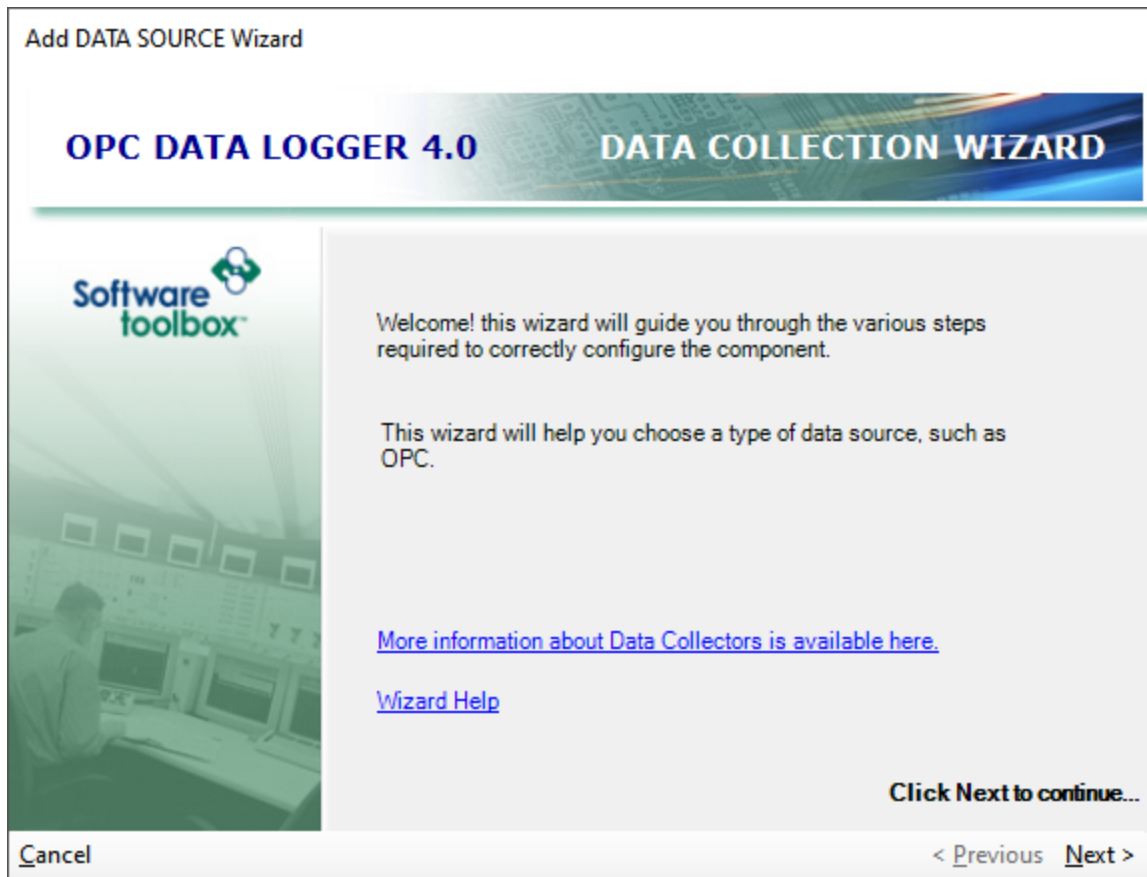 Add DATA SOURCE Wizard
OPC DATA LOGGER 4.0 DATA COLLECTION WIZARD
Software
toolbox™
Welcome! this wizard will guide you through the various steps
required to correctly configure the component.
This wizard will help you choose a type of data source, such as
OPC.
More information about Data Collectors is available here.
Wizard Help
Click Next to continue...
Cancel < Previous Next >